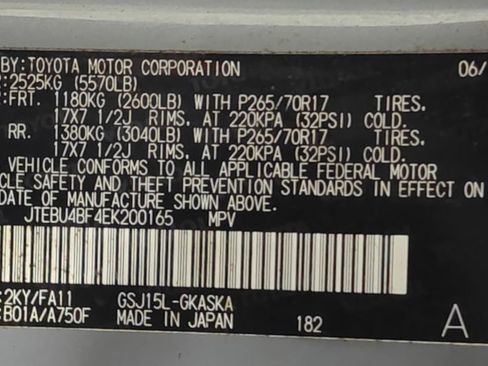 BY: TOYOTA MOTOR CORPORATION 06/
:2525KG (5570LB)
:FRT. 1180KG (2600LB) WITH P265/70R17 TIRES,
17X7 1/2J RIMS, AT 220KPA (32PSI) COLD.
RR. 1380KG (3040LB) WITH P265/70R17 TIRES,
17X7 1/2J RIMS, AT 220KPA (32PSI) COLD.
VEHICLE CONFORMS TO ALL APPLICABLE FEDERAL MOTOR
CLE SAFETY AND THEFT PREVENTION STANDARDS IN EFFECT ON
DATE OF MANUFACTURE SHOWN ABOVE.
JTEBU4BF4EK200165 MPV
:2KY/FA11 GSJ15L-GKASKA
:B01A/A750F MADE IN JAPAN 182 A